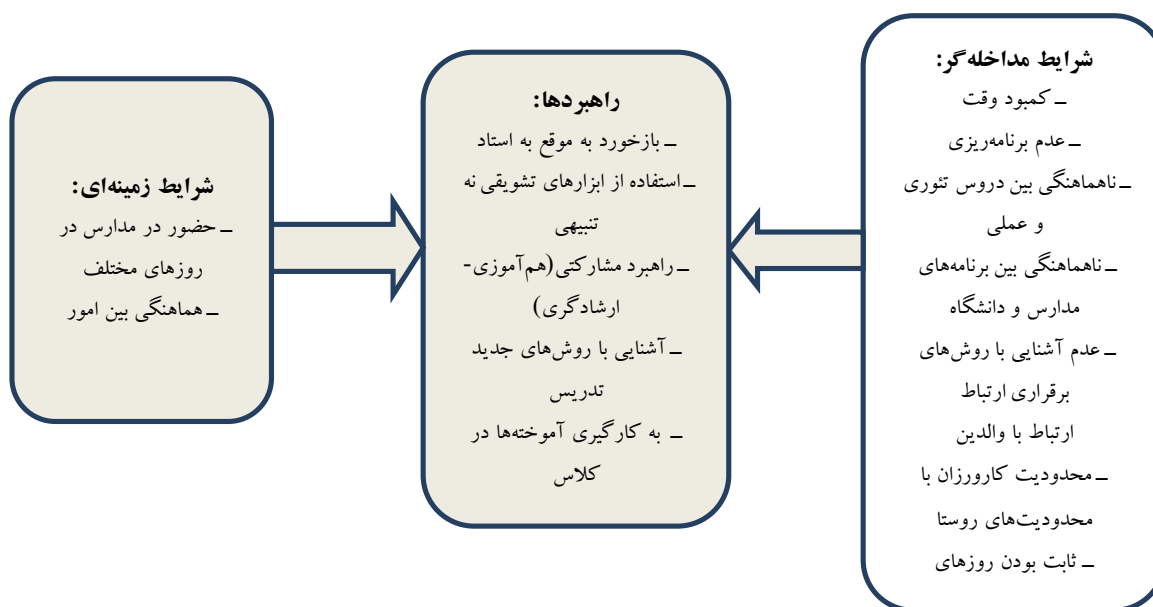 شرایط مداخله‌گر:
ـ کمبود وقت
ـ عدم برنامه‌ریزی
ـ ناهماهنگی بین دروس تئوری
و عملی
ـ ناهماهنگی بین برنامه‌های
مدارس و دانشگاه
ـ عدم آشنایی با روش‌های
برقراری ارتباط
ارتباط با والدین
ـ محدودیت کارورزان با
محدودیت‌های روستا
ـ ثابت بودن روزهای
راهبردها:
ـ بازخورد به موقع به استاد
ـ استفاده از ابزارهای تشویقی نه
تنبیهی
ـ راهبرد مشارکتی(هم‌آموزی-
ارشادگری)
ـ آشنایی با روش‌های جدید
تدریس
ـ به کارگیری آموخته‌ها در
کلاس
شرایط زمینه‌ای:
ـ حضور در مدارس در
روزهای مختلف
ـ هماهنگی بین امور